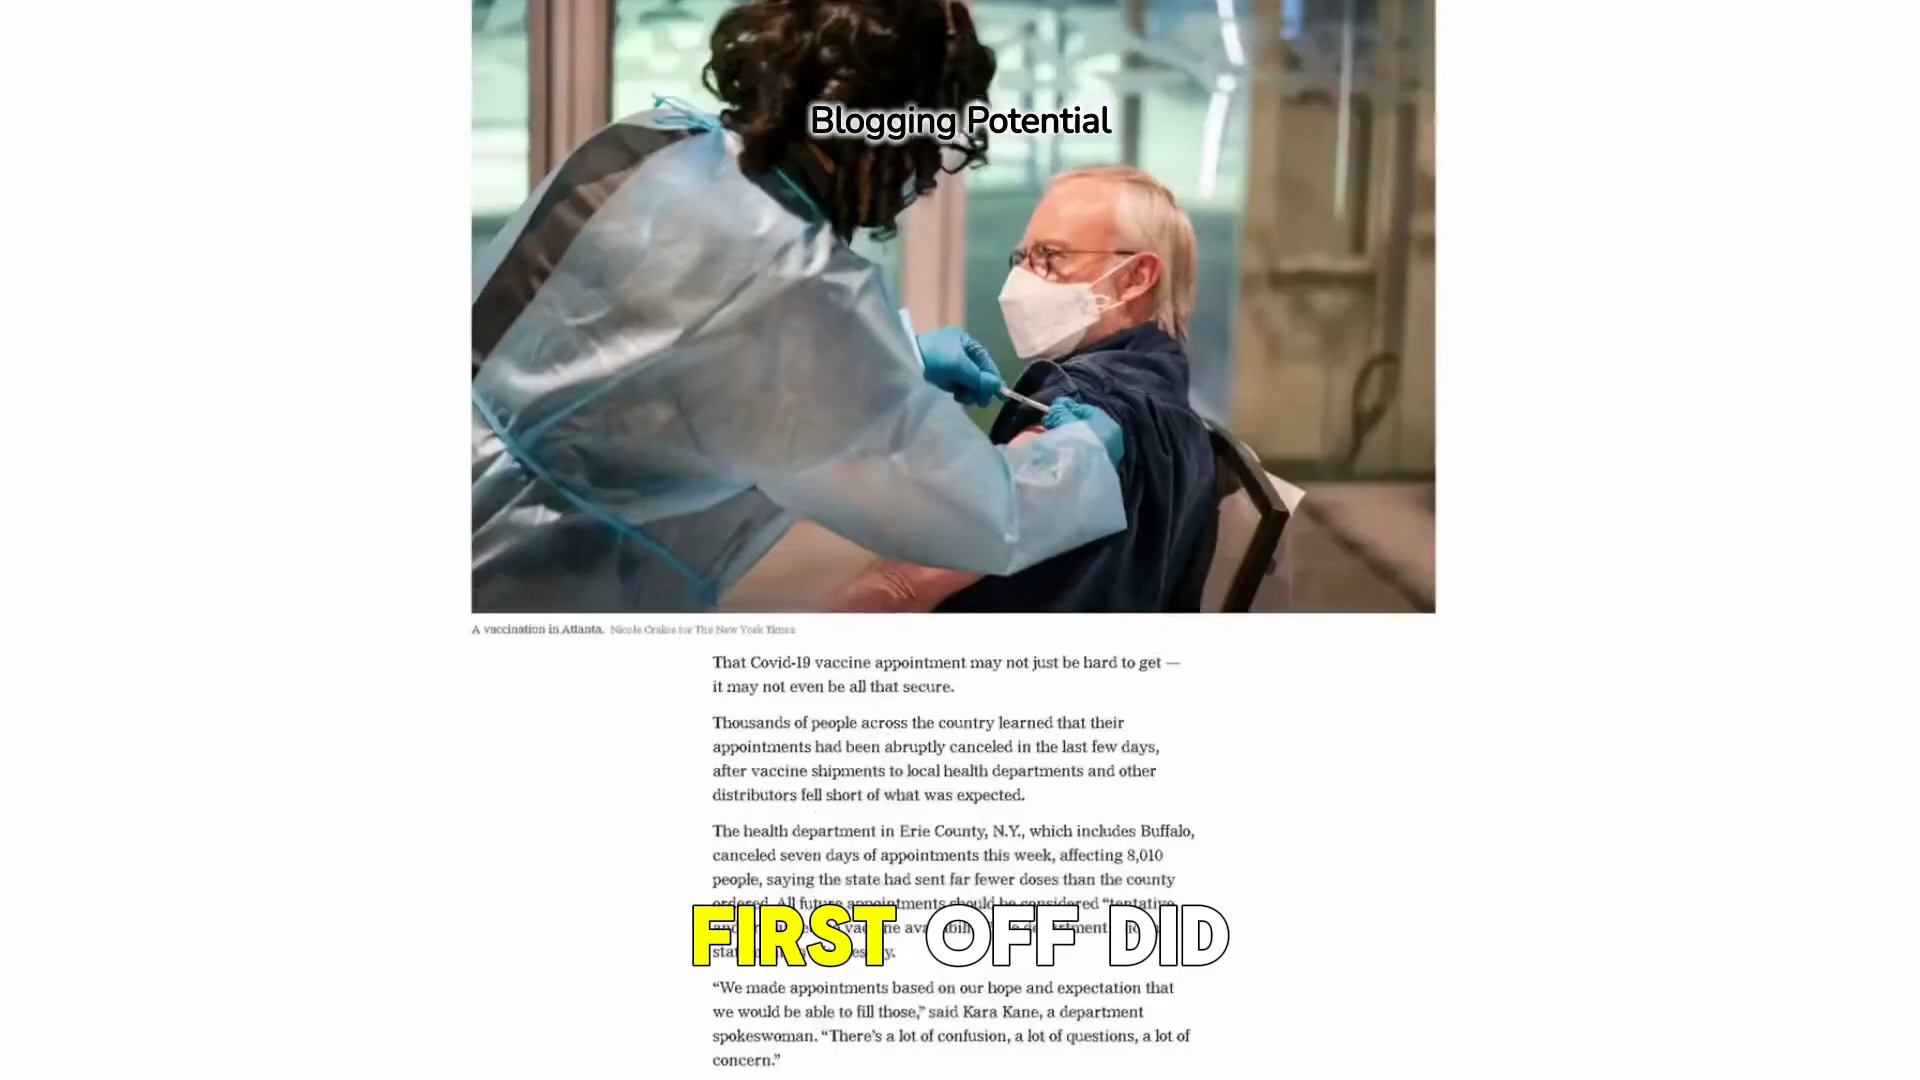 Blogging Potential
A vaccination in Atlanta. Nicole Craine for The New York Times
That Covid-19 vaccine appointment may not just be hard to get —
it may not even be all that secure.
Thousands of people across the country learned that their
appointments had been abruptly canceled in the last few days,
after vaccine shipments to local health departments and other
distributors fell short of what was expected.
The health department in Erie County, N.Y., which includes Buffalo,
canceled seven days of appointments this week, affecting 8,010
people, saying the state had sent far fewer doses than the county
ordered. All future appointments should be considered “tentative
FIRST OFF DID
“We made appointments based on our hope and expectation that
we would be able to fill those,” said Kara Kane, a department
spokeswoman. “There’s a lot of confusion, a lot of questions, a lot of
concern.”